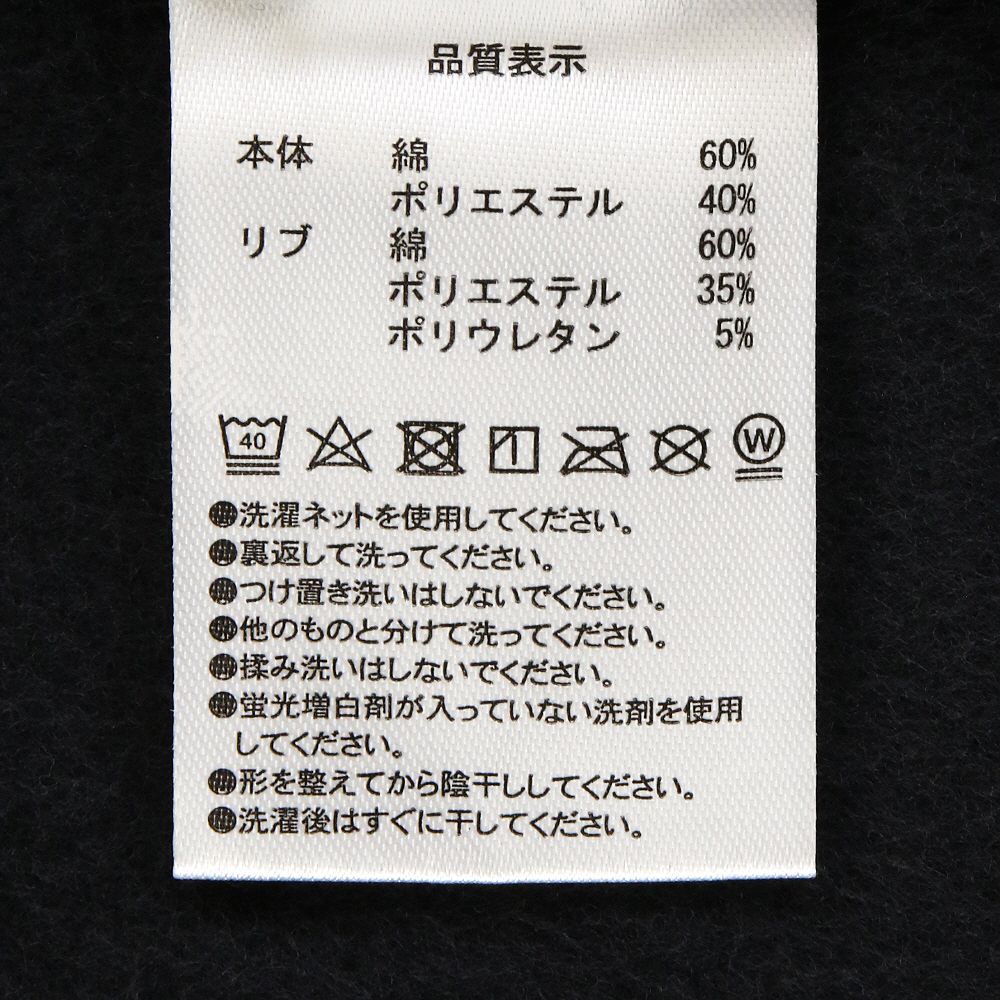 品質表示
本体 綿 60%
ポリエステル 40%
リブ 綿 60%
ポリエステル 35%
ポリウレタン 5%
40 W
●洗濯ネットを使用してください。
●裏返して洗ってください。
●つけ置き洗いはしないでください。
●他のものと分けて洗ってください。
●揉み洗いはしないでください。
●蛍光増白剤が入っていない洗剤を使用
してください。
●形を整えてから陰干ししてください。
●洗濯後はすぐに干してください。